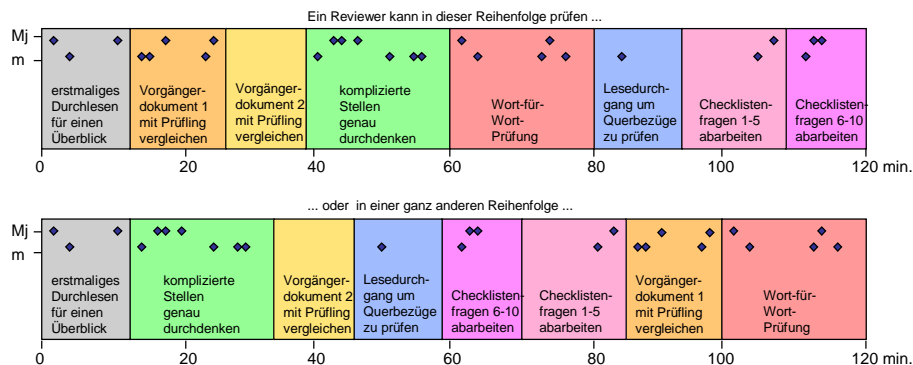 Ein Reviewer kann in dieser Reihenfolge prüfen ...
Mj
m
erstmaliges
Durchlesen
für einen
Überblick
Vorgänger-
dokument 1
mit Prüfling
vergleichen
Vorgänger-
dokument 2
mit Prüfling
vergleichen
komplizierte
Stellen
genau
durchdenken
Wort-für-
Wort-
Prüfung
Lesedurch-
gang um
Querbezüge
zu prüfen
Checklisten-
fragen 1-5
abarbeiten
Checklisten-
fragen 6-10
abarbeiten
0 20 40 60 80 100 120 min.
... oder in einer ganz anderen Reihenfolge ...
Mj
m
erstmaliges
Durchlesen
für einen
Überblick
komplizierte
Stellen
genau
durchdenken
Vorgänger-
dokument 2
mit Prüfling
vergleichen
Lesedurch-
gang um
Querbezüge
zu prüfen
Checklisten-
fragen 6-10
abarbeiten
Checklisten-
fragen 1-5
abarbeiten
Vorgänger-
dokument 1
mit Prüfling
vergleichen
Wort-für-
Wort-
Prüfung
0 20 40 60 80 100 120 min.